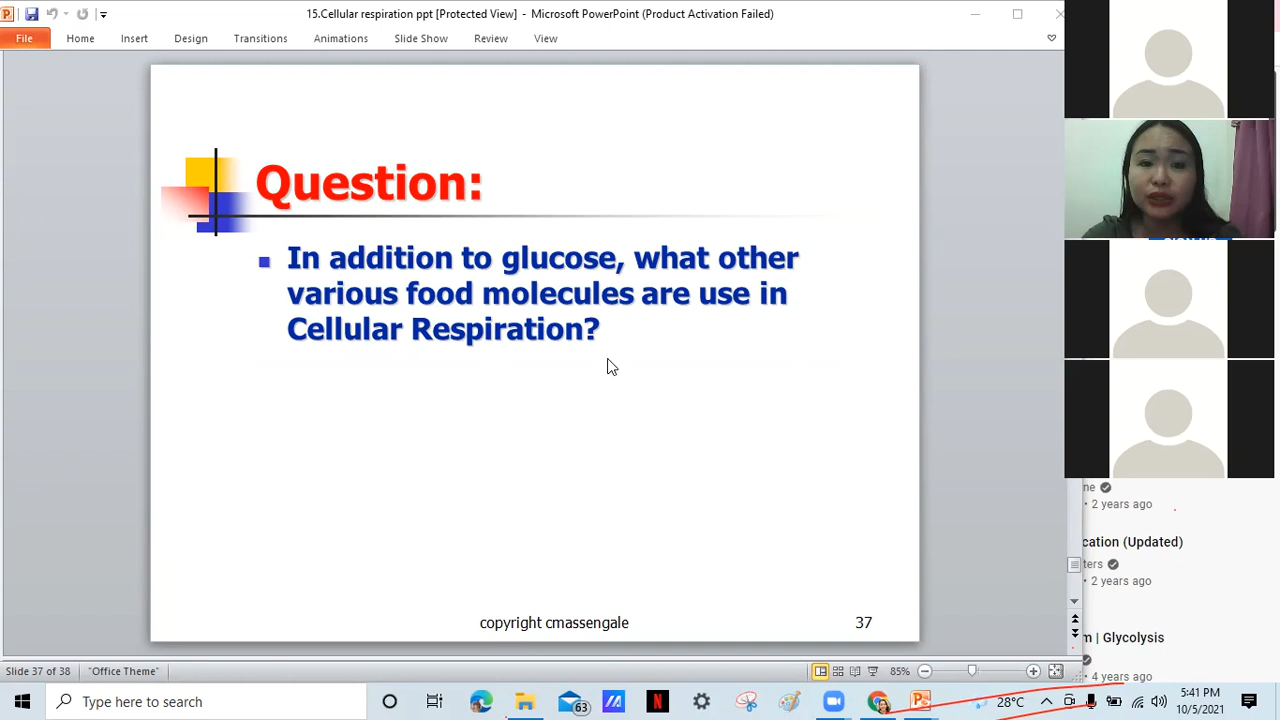 15.Cellular respiration ppt [Protected View] - Microsoft PowerPoint (Product Activation Failed)
File Home Insert Design Transitions Animations Slide Show Review View
Question:
In addition to glucose, what other
various food molecules are use in
Cellular Respiration?
copyright cmassengale 37
ne
• 2 years ago
cation (Updated)
ters
• 2 years ago
m | Glycolysis
• 4 years ago
Slide 37 of 38 "Office Theme" 85%
Type here to search 63 28°C 5:41 PM
10/5/2021